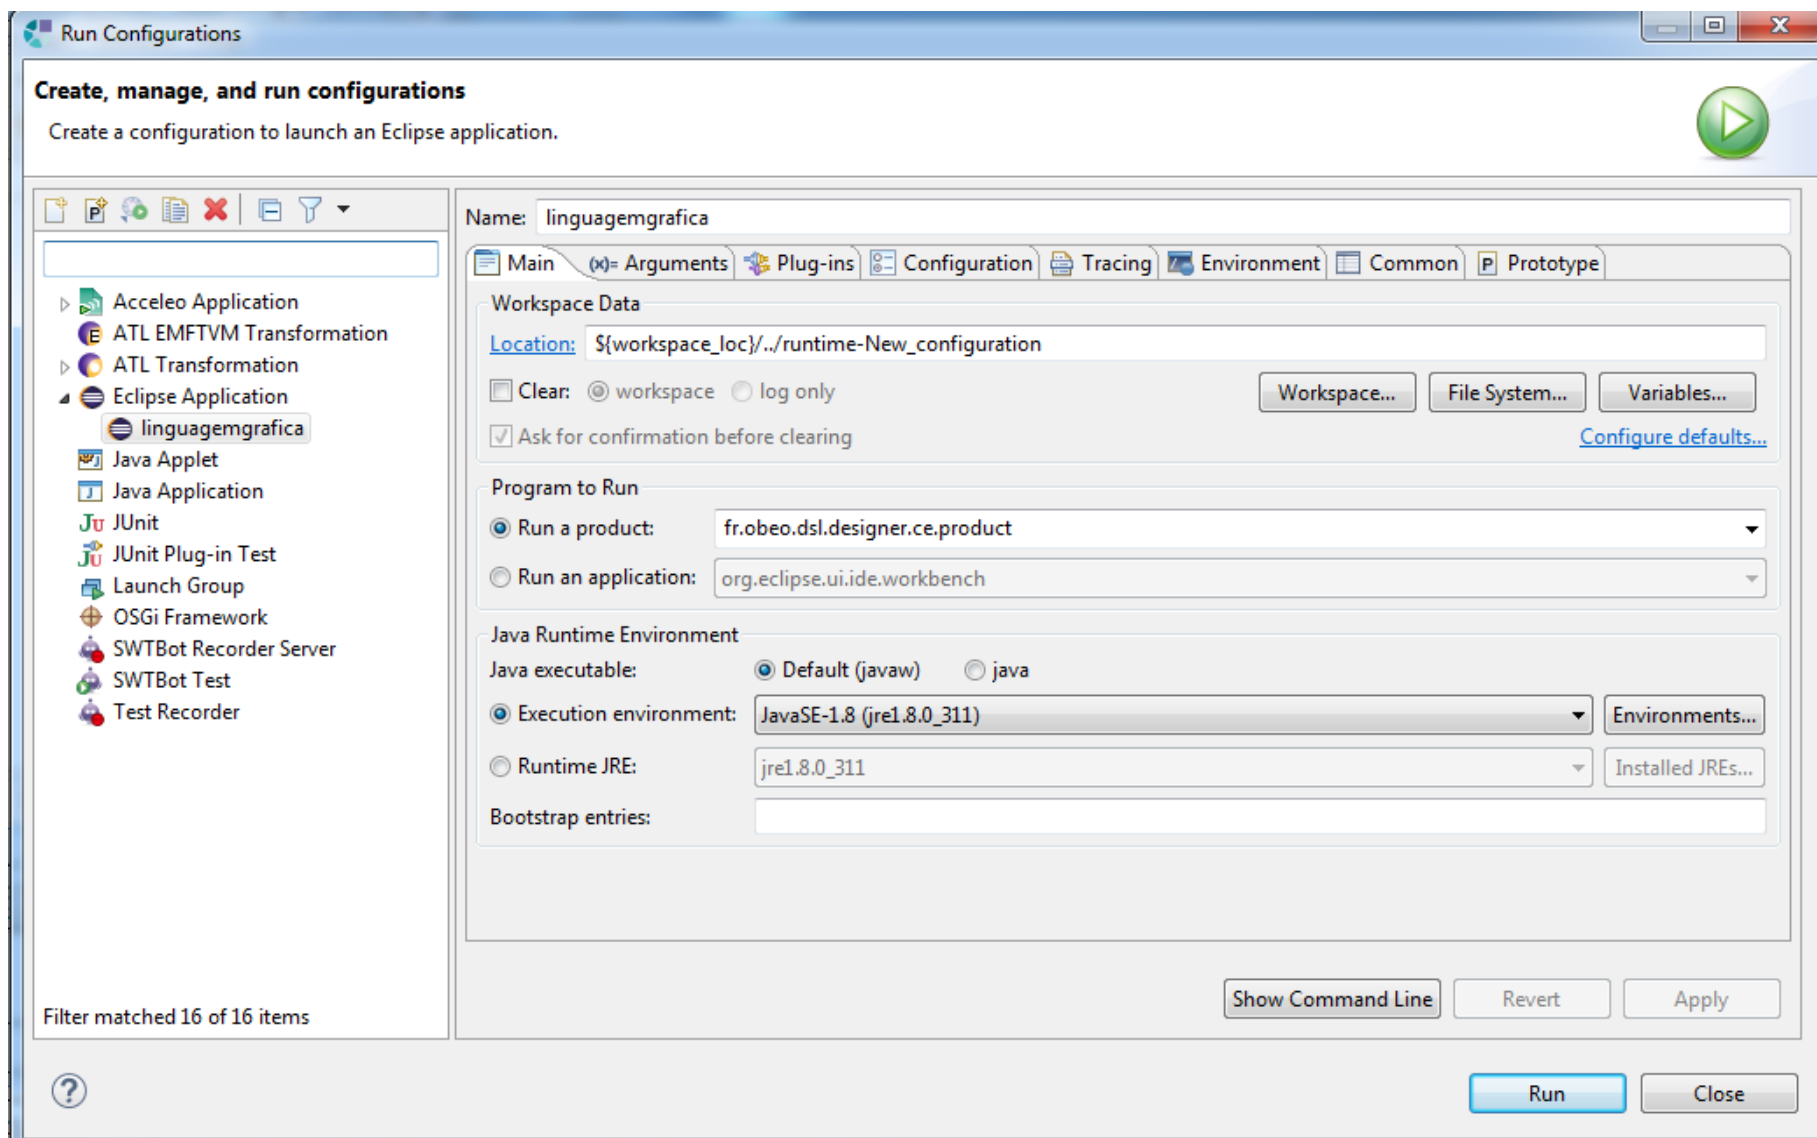 Run Configurations
Create, manage, and run configurations
Create a configuration to launch an Eclipse application.
Acceleo Application
ATL EMFTVM Transformation
ATL Transformation
Eclipse Application
linguagemgrafica
Java Applet
Java Application
JUnit
JUnit Plug-in Test
Launch Group
OSGi Framework
SWTBot Recorder Server
SWTBot Test
Test Recorder
Filter matched 16 of 16 items
Name: linguagemgrafica
Main (x)= Arguments Plug-ins Configuration Tracing Environment Common P Prototype
Workspace Data
Location: ${workspace_loc}/../runtime-New_configuration
Clear: workspace log only Workspace... File System... Variables...
Ask for confirmation before clearing Configure defaults...
Program to Run
Run a product: fr.obeo.dsl.designer.ce.product
Run an application: org.eclipse.ui.ide.workbench
Java Runtime Environment
Java executable: Default (javaw) java
Execution environment: JavaSE-1.8 (jre1.8.0_311) Environments...
Runtime JRE: jre1.8.0_311 Installed JREs...
Bootstrap entries:
Show Command Line Revert Apply
Run Close